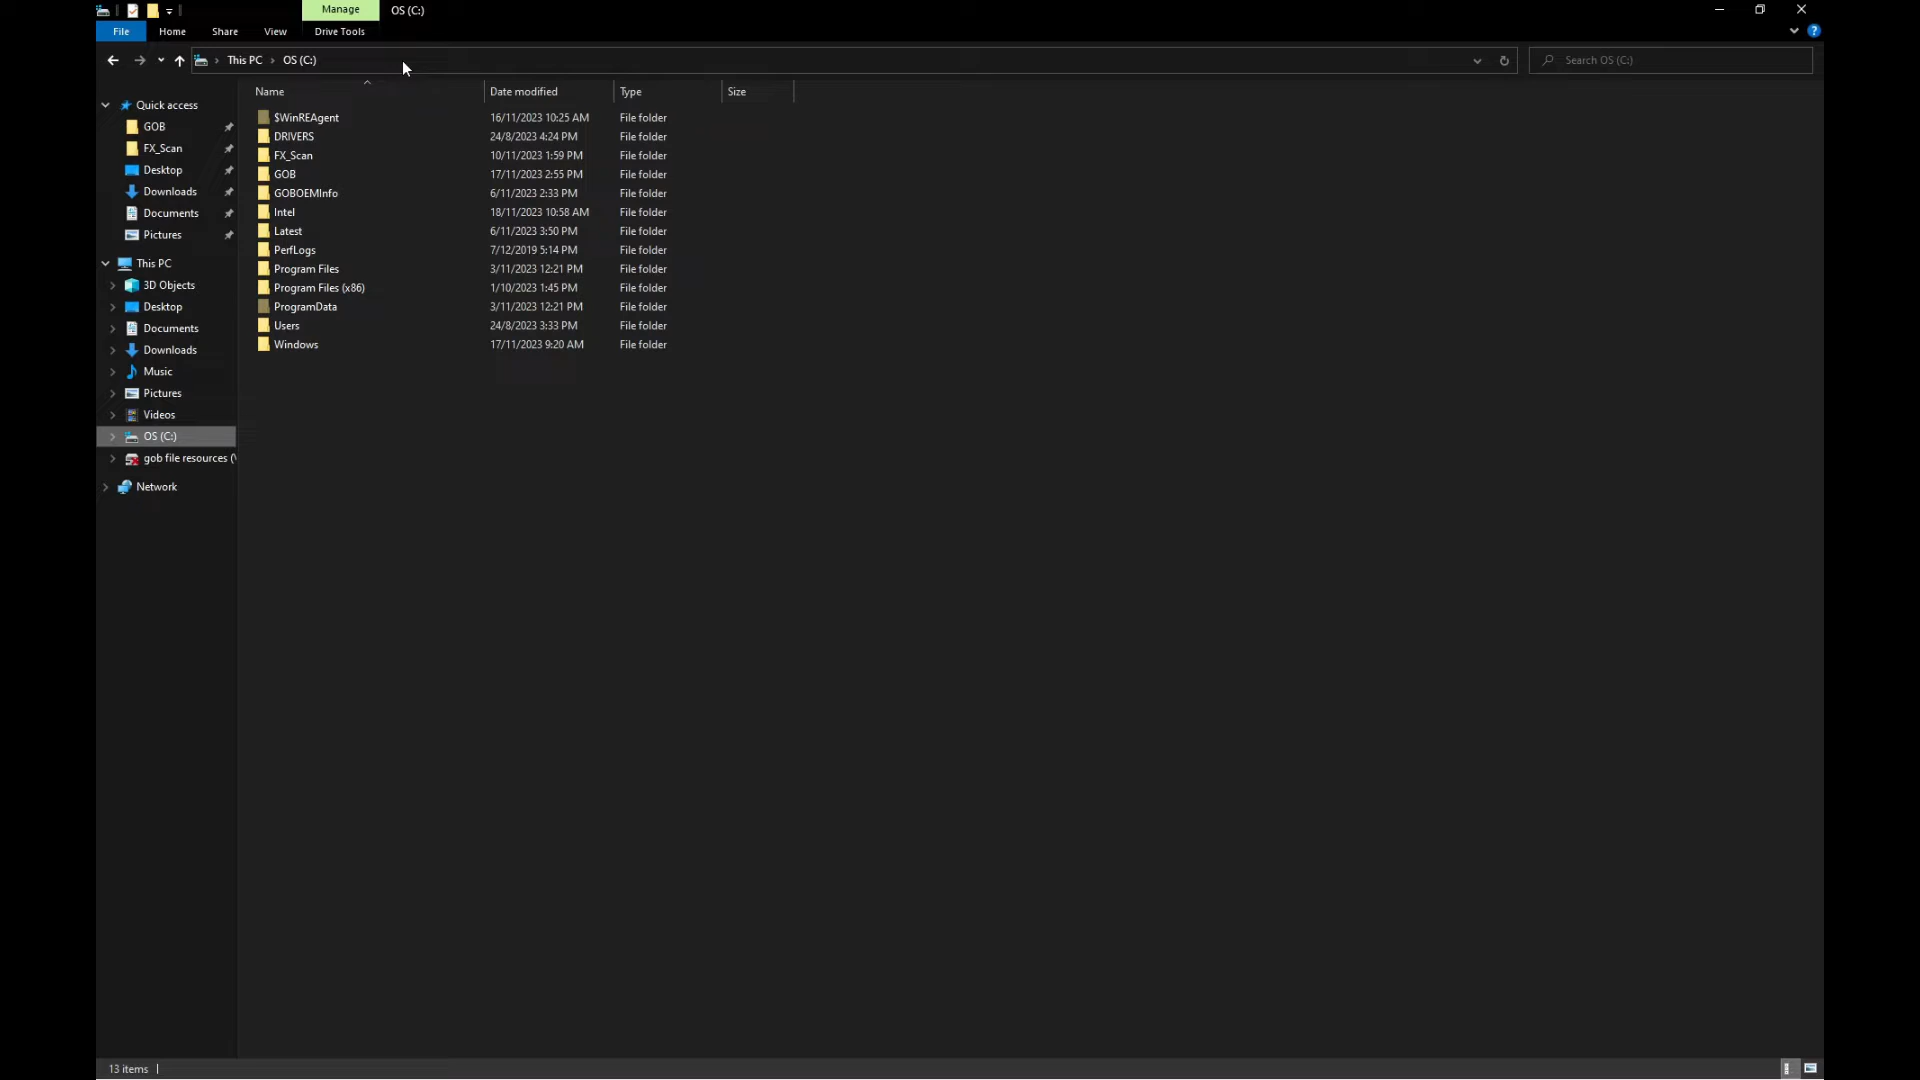 Manage OS (C:)
File Home Share View Drive Tools
This PC OS (C:) Search OS (C:)
Name Date modified Type Size
Quick access
GOB
FX_Scan
Desktop
Downloads
Documents
Pictures
This PC
3D Objects
Desktop
Documents
Downloads
Music
Pictures
Videos
OS (C:)
gob file resources (\
Network
$WinREAgent 16/11/2023 10:25 AM File folder
DRIVERS 24/8/2023 4:24 PM File folder
FX_Scan 10/11/2023 1:59 PM File folder
GOB 17/11/2023 2:55 PM File folder
GOBOEMInfo 6/11/2023 2:33 PM File folder
Intel 18/11/2023 10:58 AM File folder
Latest 6/11/2023 3:50 PM File folder
PerfLogs 7/12/2019 5:14 PM File folder
Program Files 3/11/2023 12:21 PM File folder
Program Files (x86) 1/10/2023 1:45 PM File folder
ProgramData 3/11/2023 12:21 PM File folder
Users 24/8/2023 3:33 PM File folder
Windows 17/11/2023 9:20 AM File folder
13 items